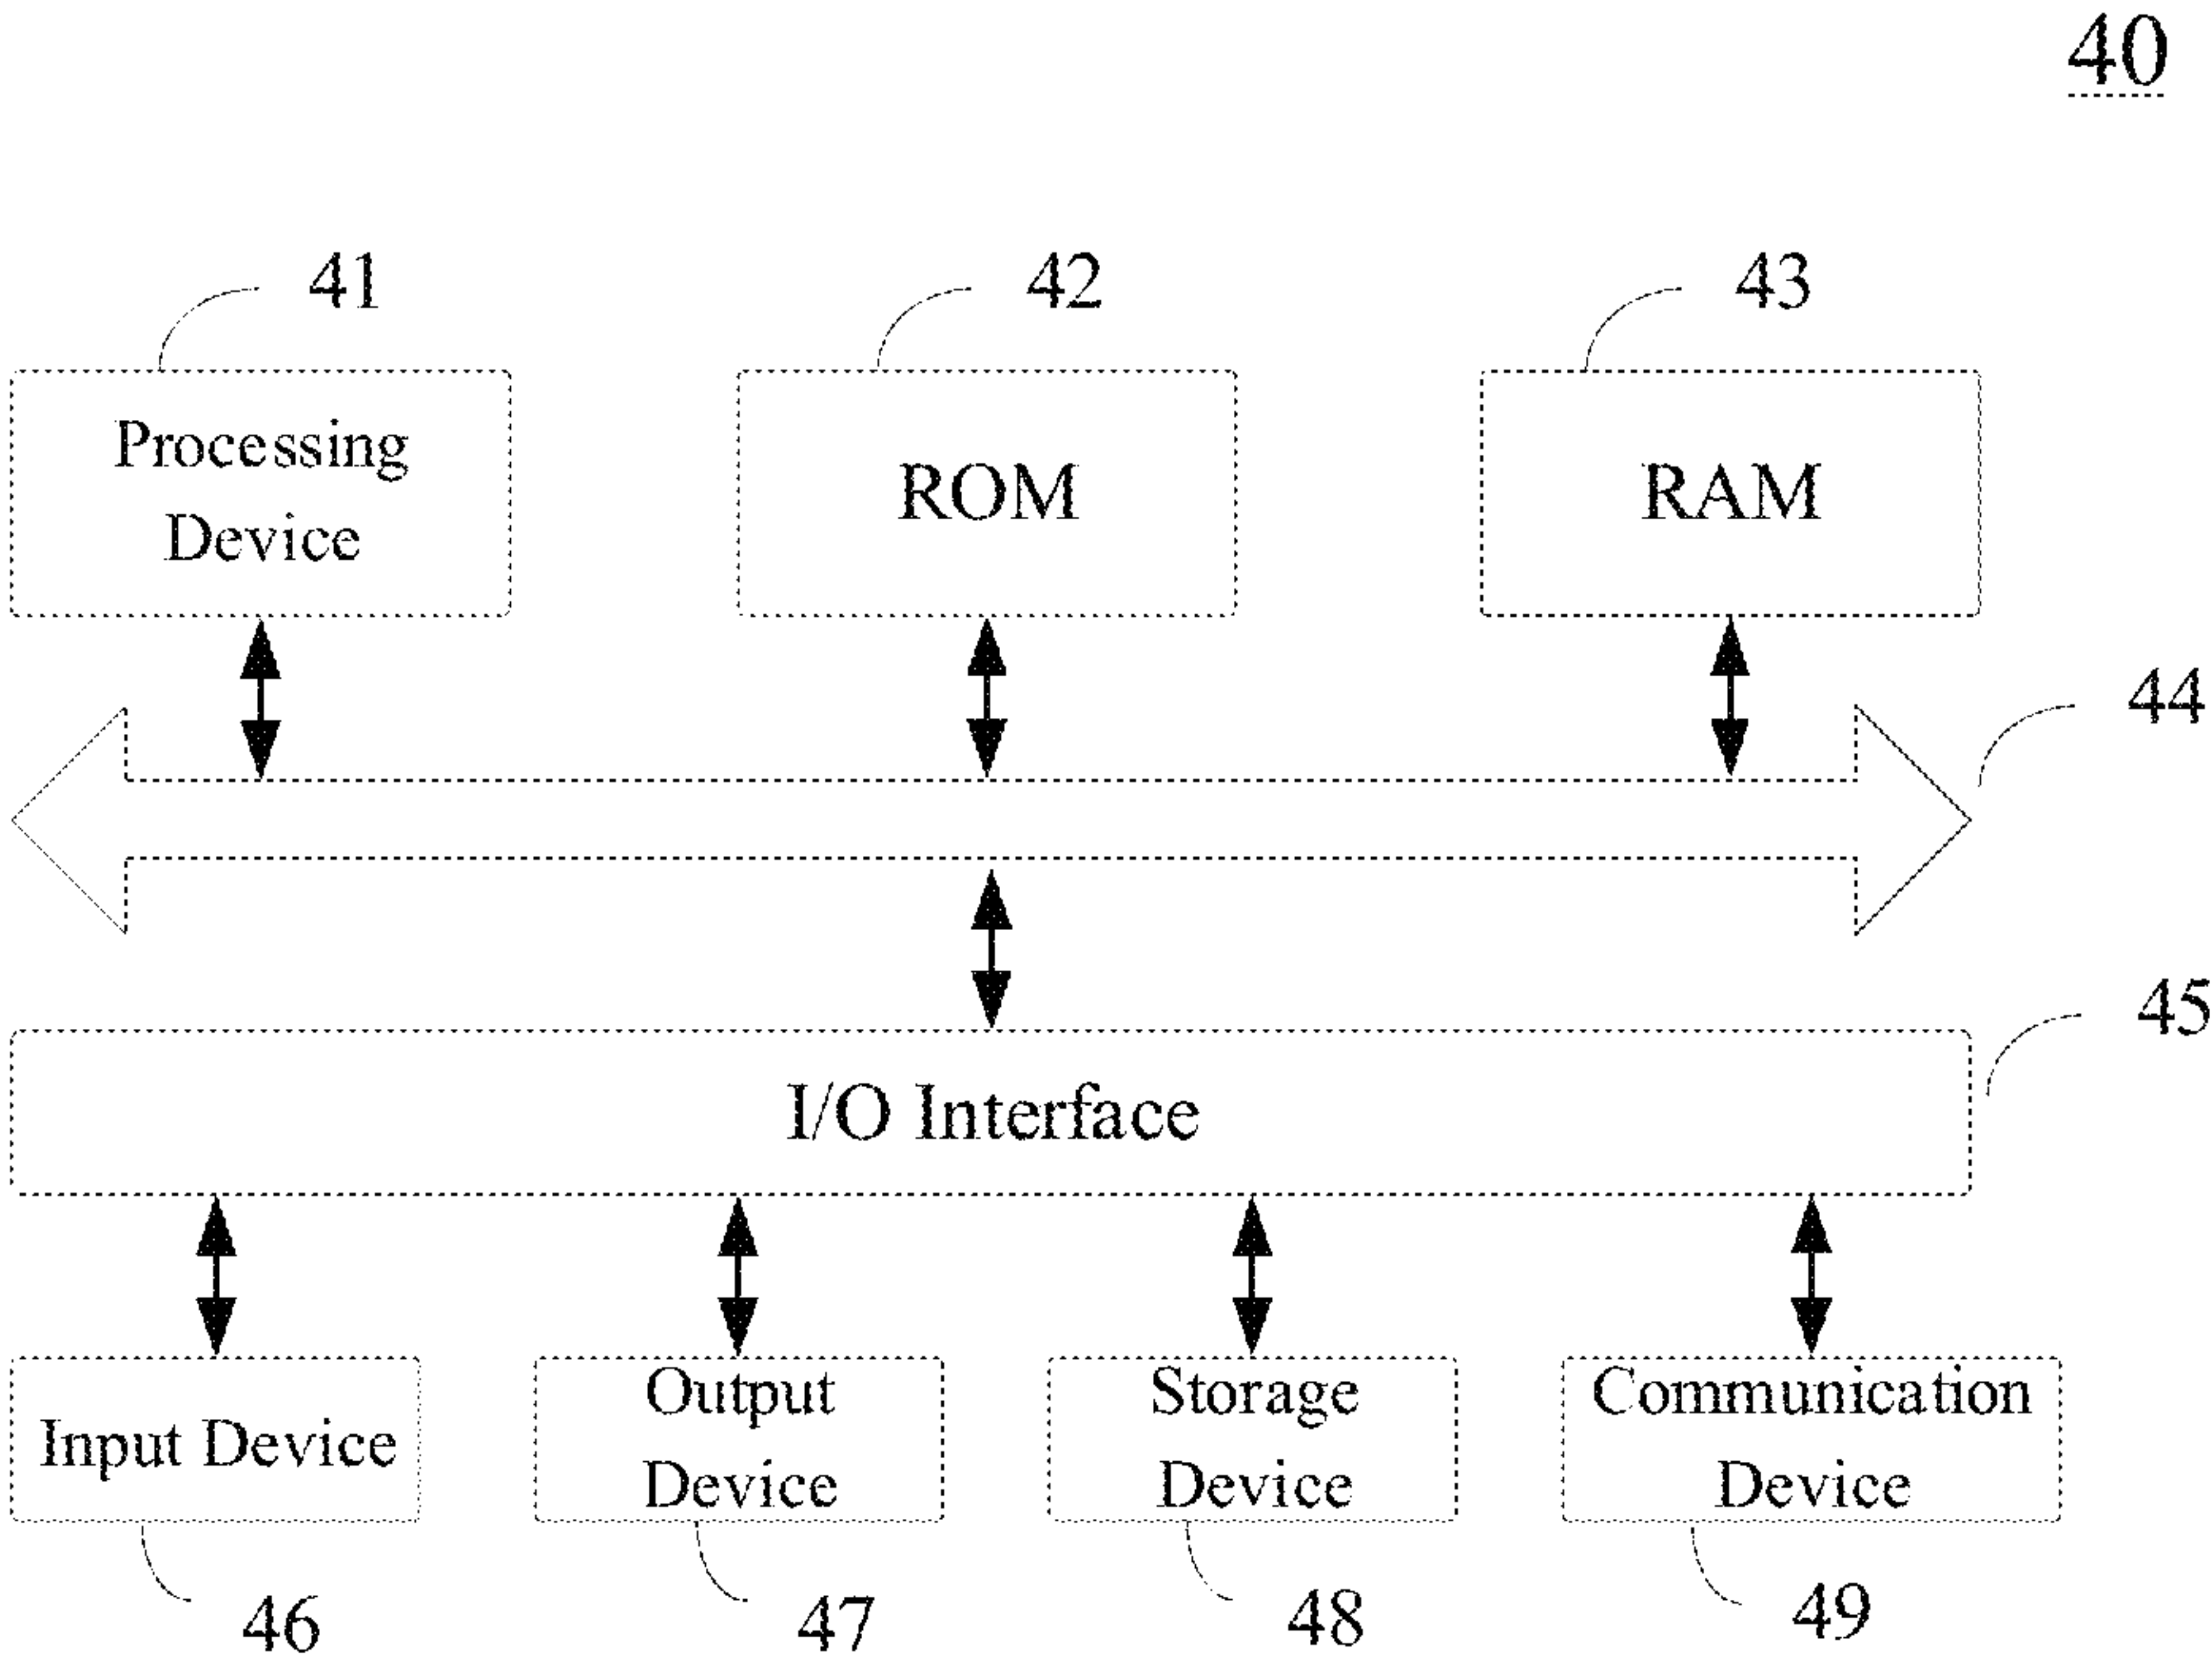 40
41
42
43
Processing
Device
ROM
RAM
44
45
I/O Interface
Input Device
Output
Device
Storage
Device
Communication
Device
46
47
48
49